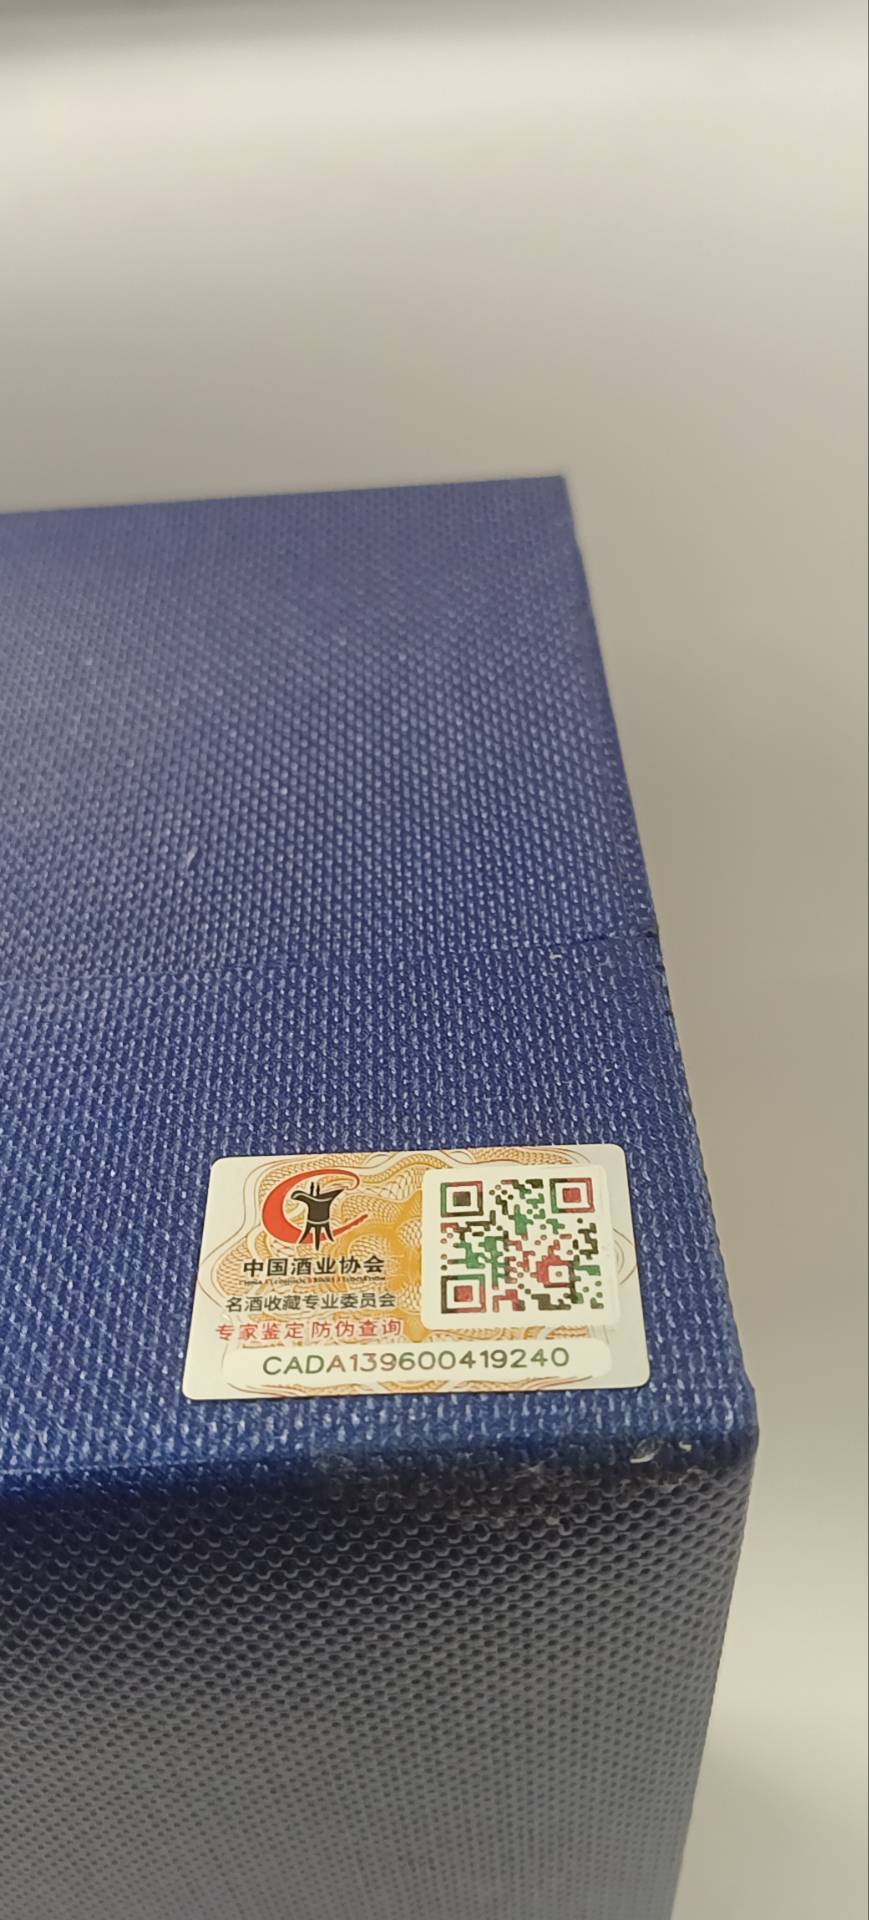 中国酒业协会
名酒收藏专业委员会
专家鉴定 防伪查询
CADA139600419240